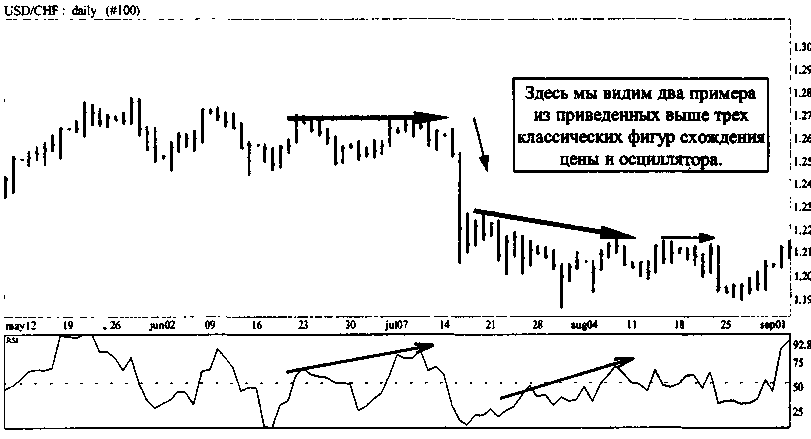 USD/CHF: daily (#100)
Здесь мы видим два примера
из приведенных выше трех
классических фигур схождения
цены и осциллятора.
1.30
1.29
1.28
1.27
1.26
1.25
1.24
1.23
1.22
1.21
1.20
1.19
may12 19 26 jun02 09 16 23 30 jul07 14 21 28 aug04 11 18 25 sep01
RSI
92.8
75
50
25